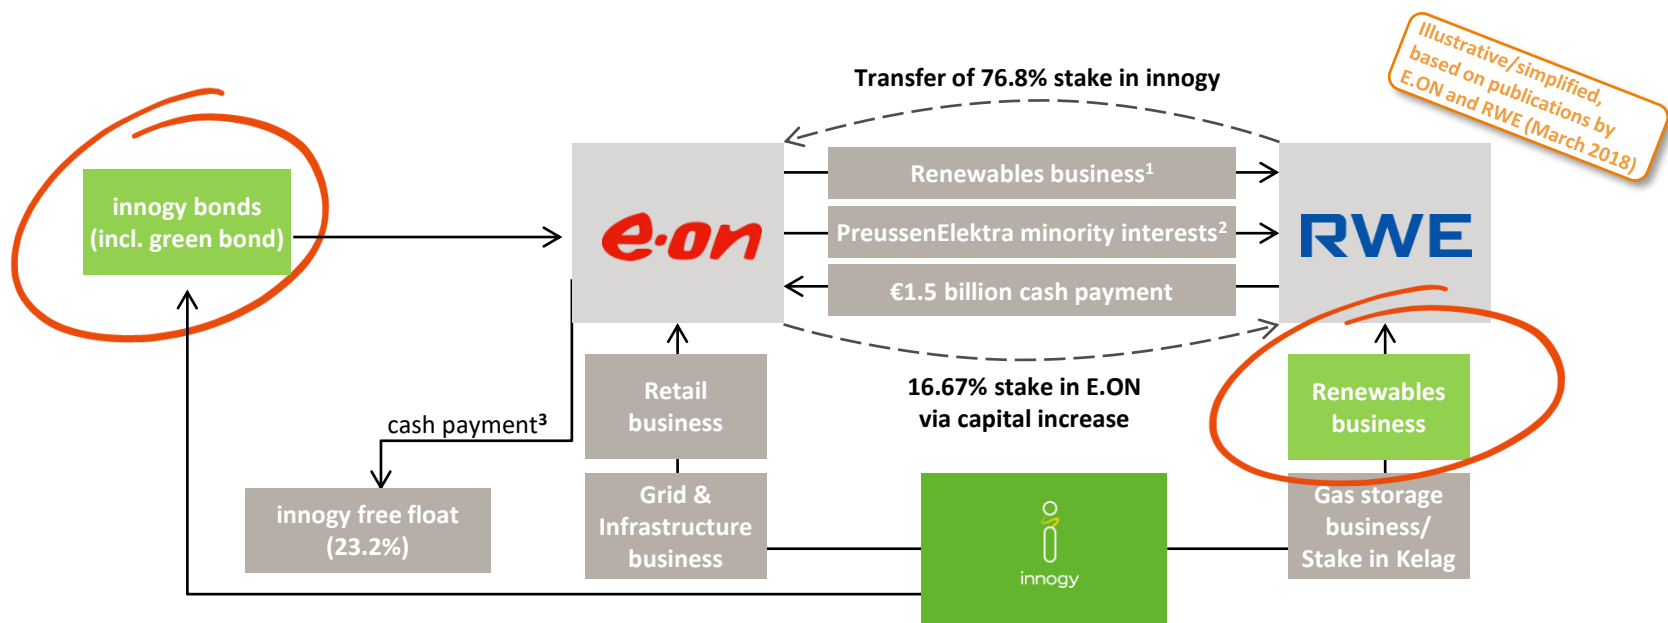 Illustrative/simplified,
based on publications by
E.ON and RWE (March 2018)
Transfer of 76.8% stake in innogy
innogy bonds
(incl. green bond)
e·on
Renewables business¹
PreussenElektra minority interests²
€1.5 billion cash payment
RWE
16.67% stake in E.ON
via capital increase
Retail
business
Renewables
business
cash payment³
innogy free float
(23.2%)
Grid &
Infrastructure
business
innogy
Gas storage
business/
Stake in Kelag